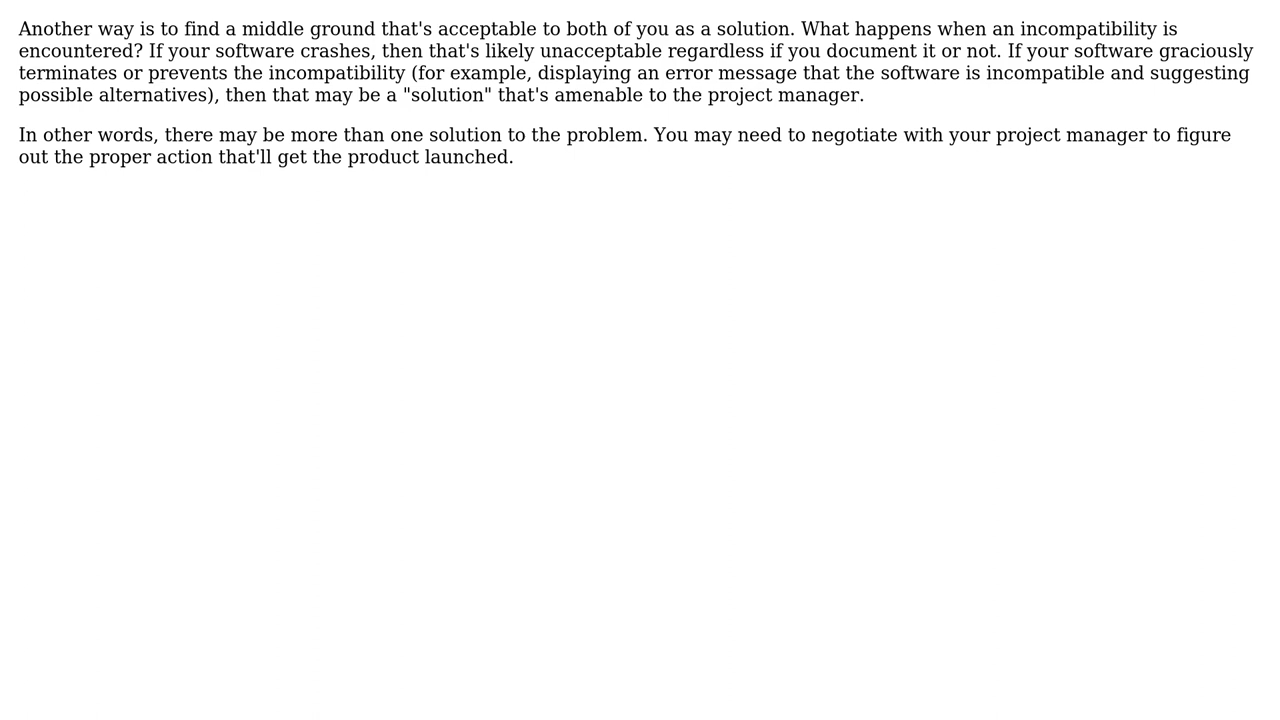 Another way is to find a middle ground that's acceptable to both of you as a solution. What happens when an incompatibility is
encountered? If your software crashes, then that's likely unacceptable regardless if you document it or not. If your software graciously
terminates or prevents the incompatibility (for example, displaying an error message that the software is incompatible and suggesting
possible alternatives), then that may be a "solution" that's amenable to the project manager.
In other words, there may be more than one solution to the problem. You may need to negotiate with your project manager to figure
out the proper action that'll get the product launched.